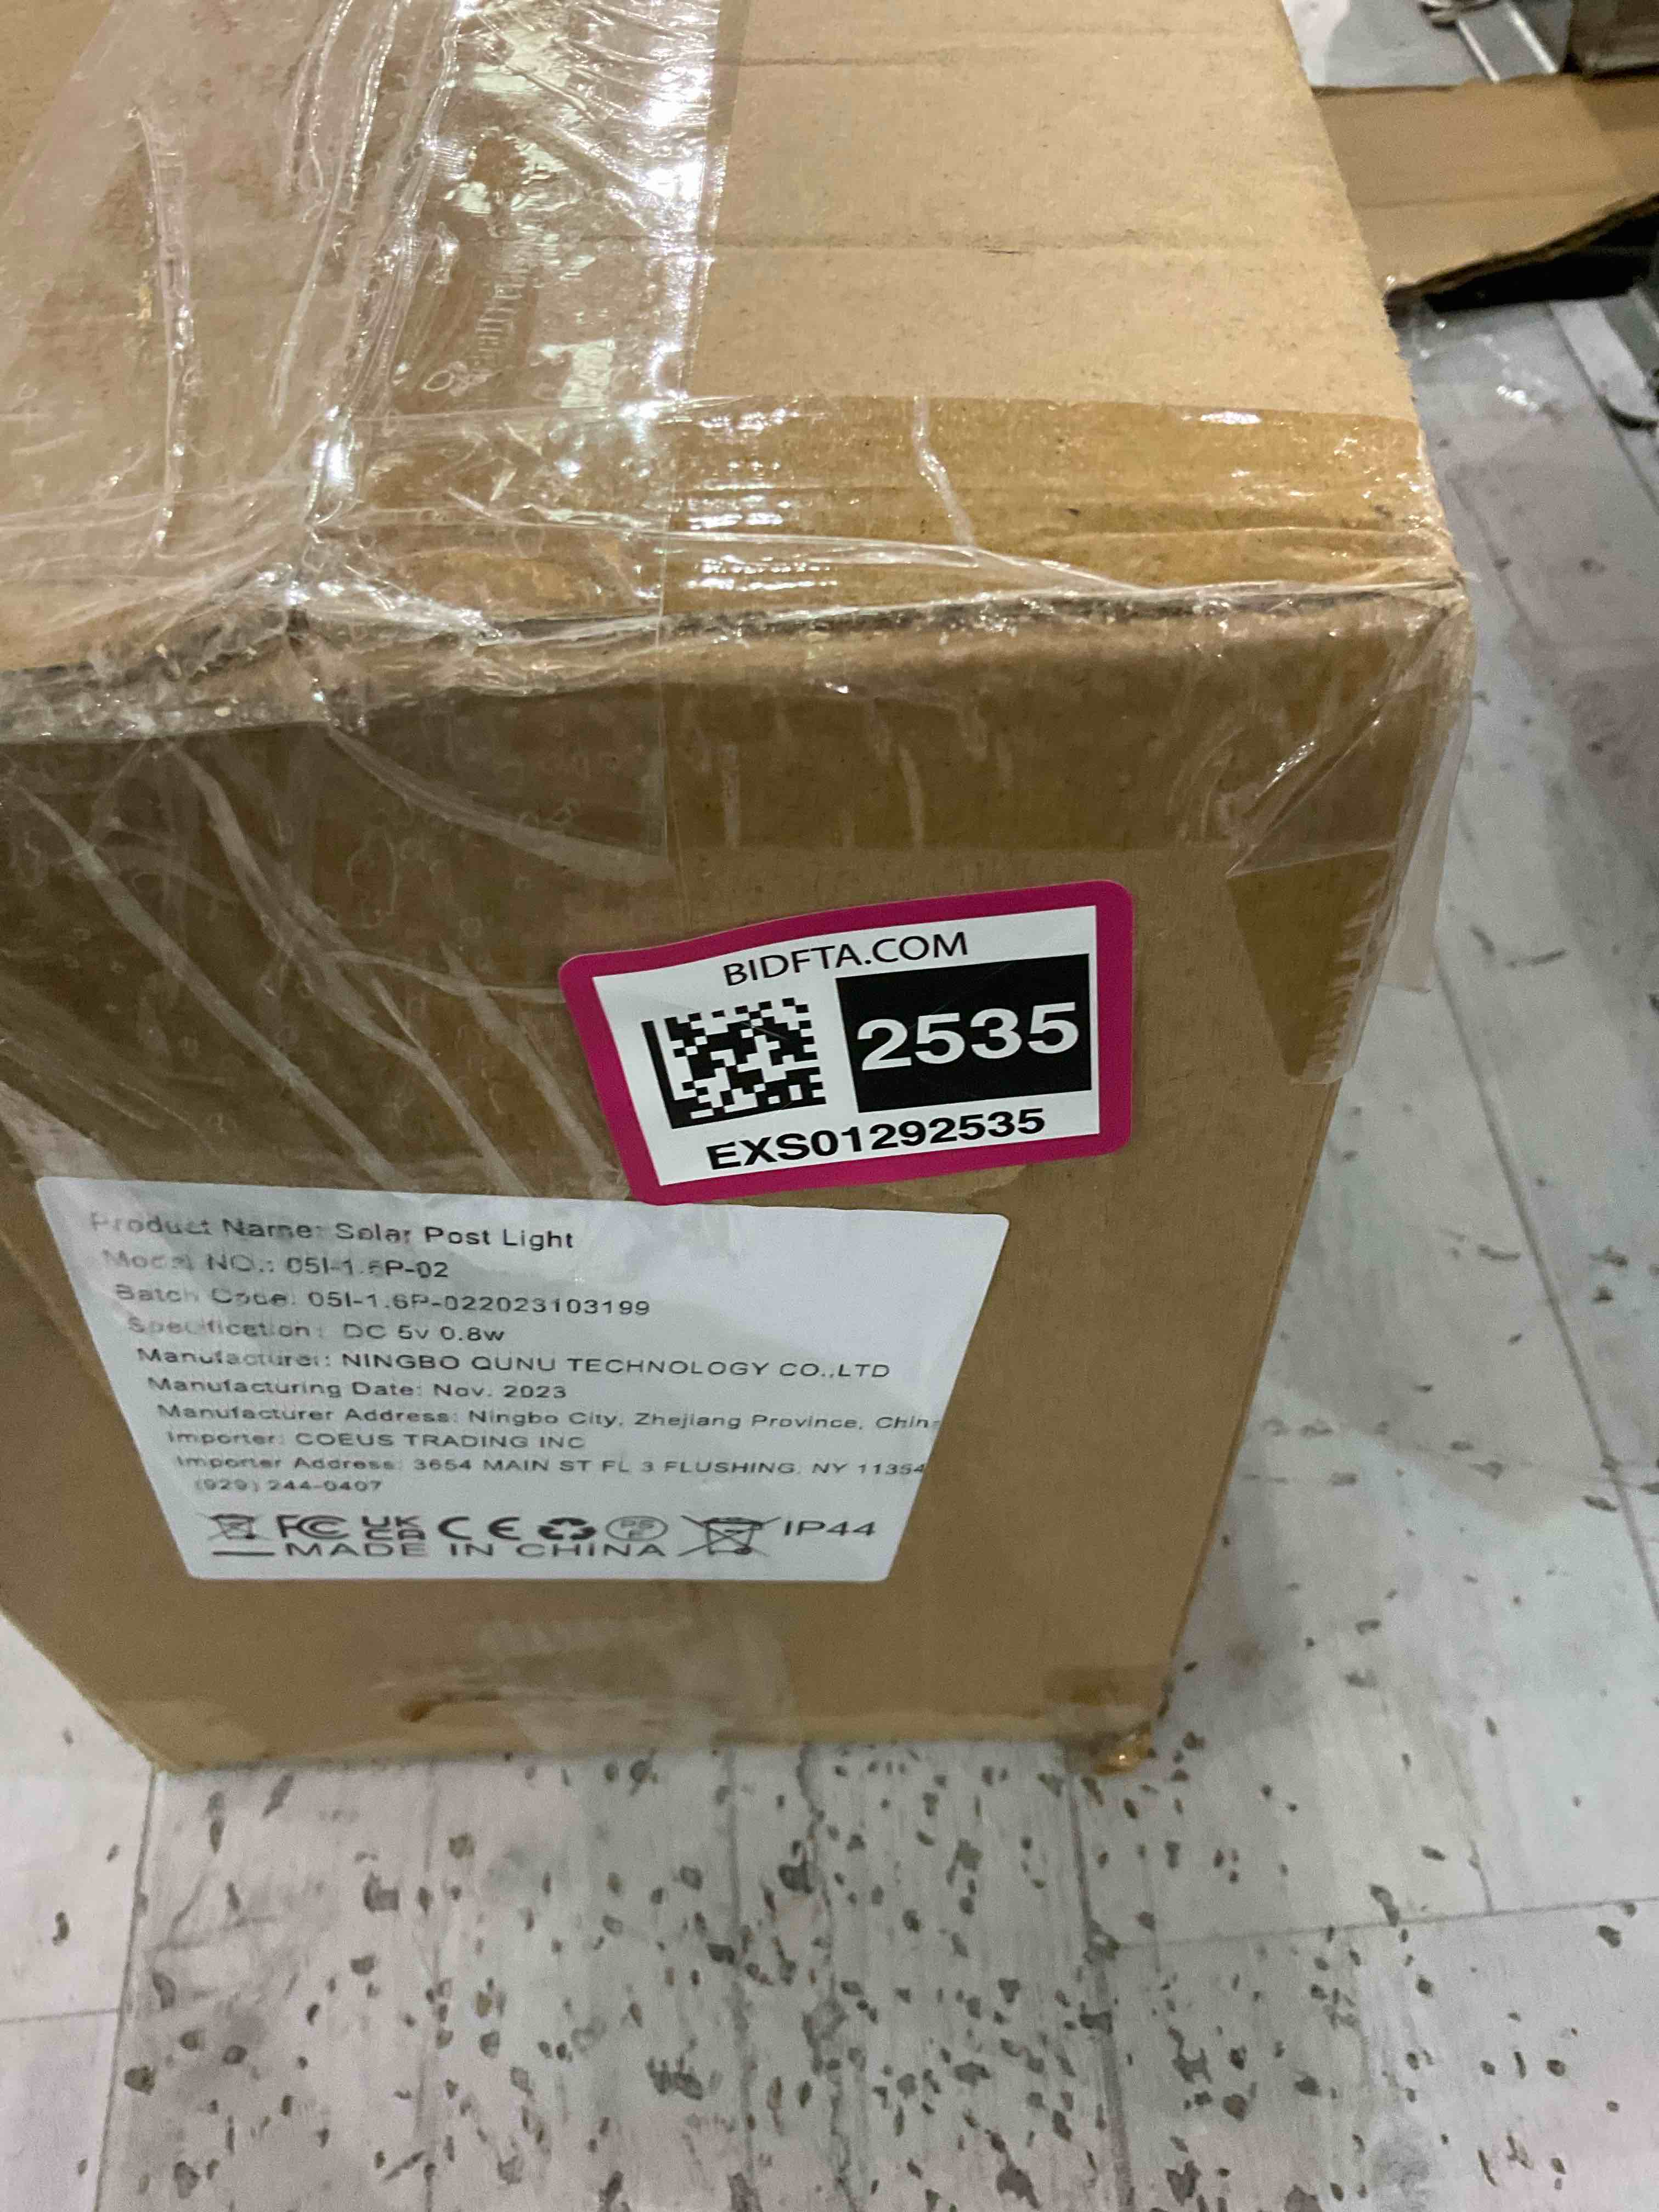 BIDFTA.COM
2535
EXS01292535
Product Name: Solar Post Light
Model NO.: 05I-1.6P-02
Batch Code: 05I-1.6P-022023103199
Specification: DC 5v 0.8w
Manufacturer: NINGBO QUNU TECHNOLOGY CO.,LTD
Manufacturing Date: Nov. 2023
Manufacturer Address: Ningbo City, Zhejiang Province, China
Importer: COEUS TRADING INC
Importer Address: 3654 MAIN ST FL 3 FLUSHING, NY 11354
(929) 244-0407
FC UK CA CE PS E IP44
MADE IN CHINA